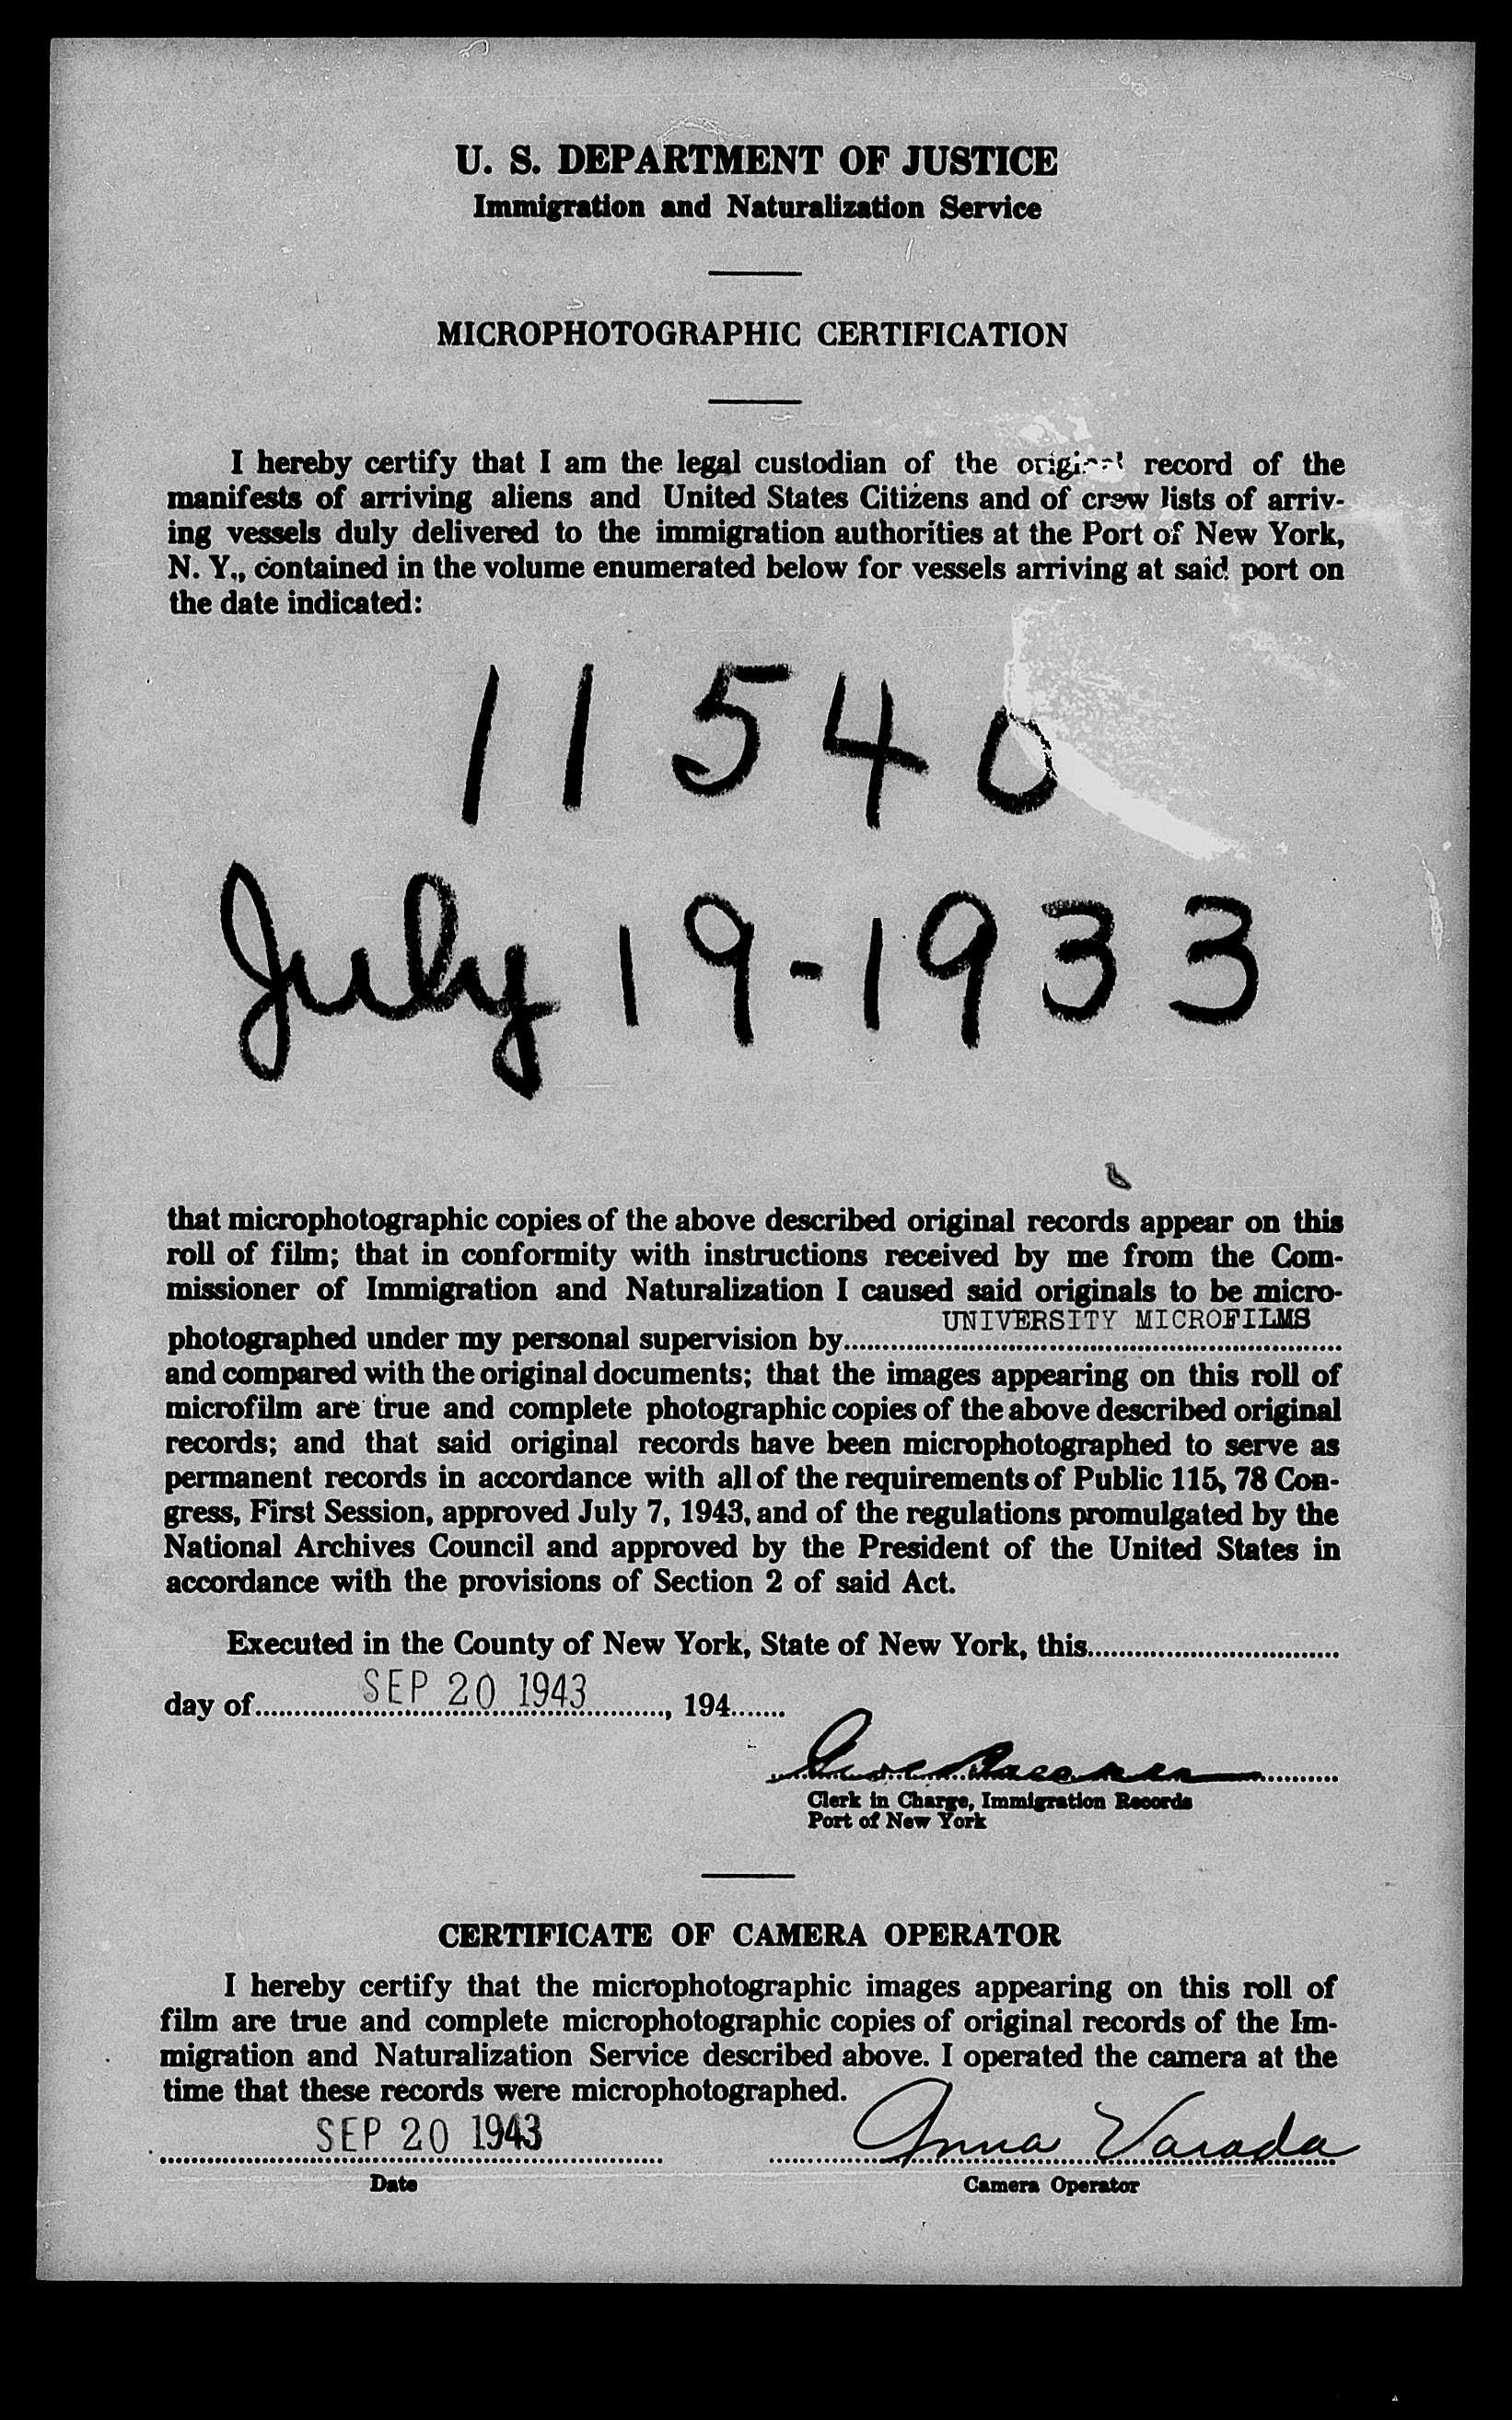 U. S. DEPARTMENT OF JUSTICE
Immigration and Naturalization Service
MICROPHOTOGRAPHIC CERTIFICATION
I hereby certify that I am the legal custodian of the original record of the
manifests of arriving aliens and United States Citizens and of crew lists of arriv-
ing vessels duly delivered to the immigration authorities at the Port of New York,
N. Y., contained in the volume enumerated below for vessels arriving at said port on
the date indicated:
11540
July 19-1933
that microphotographic copies of the above described original records appear on this
roll of film; that in conformity with instructions received by me from the Com-
missioner of Immigration and Naturalization I caused said originals to be micro-
UNIVERSITY MICROFILMS
photographed under my personal supervision by
and compared with the original documents; that the images appearing on this roll of
microfilm are true and complete photographic copies of the above described original
records; and that said original records have been microphotographed to serve as
permanent records in accordance with all of the requirements of Public 115, 78 Con-
gress, First Session, approved July 7, 1943, and of the regulations promulgated by the
National Archives Council and approved by the President of the United States in
accordance with the provisions of Section 2 of said Act.
Executed in the County of New York, State of New York, this
day of SEP 20 1943, 194
Clerk in Charge, Immigration Records
Port of New York
CERTIFICATE OF CAMERA OPERATOR
I hereby certify that the microphotographic images appearing on this roll of
film are true and complete microphotographic copies of original records of the Im-
migration and Naturalization Service described above. I operated the camera at the
time that these records were microphotographed.
SEP 20 1943 Anna Varada
Date Camera Operator